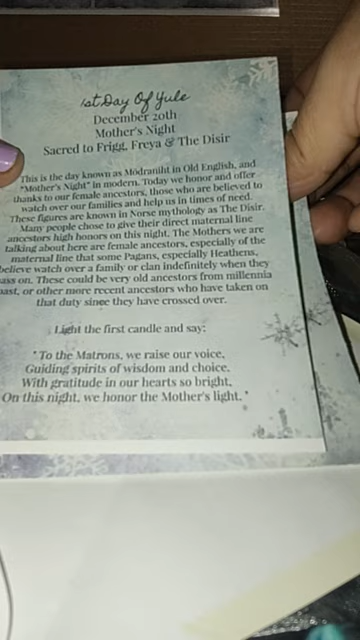 1st Day Of Yule
December 20th
Mother's Night
Sacred to Frigg, Freya & The Disir
This is the day known as Mōdraniht in Old English, and
"Mother's Night" in modern. Today we honor and offer
thanks to our female ancestors, those who are believed to
watch over our families and help us in times of need.
These figures are known in Norse mythology as The Disir.
Many people chose to give their direct maternal line
ancestors high honors on this night. The Mothers we are
talking about here are female ancestors, especially of the
maternal line that some Pagans, especially Heathens,
believe watch over a family or clan indefinitely when they
ass on. These could be very old ancestors from millennia
past, or other more recent ancestors who have taken on
that duty since they have crossed over.
Light the first candle and say:
"To the Matrons, we raise our voice,
Guiding spirits of wisdom and choice.
With gratitude in our hearts so bright,
On this night, we honor the Mother's light."